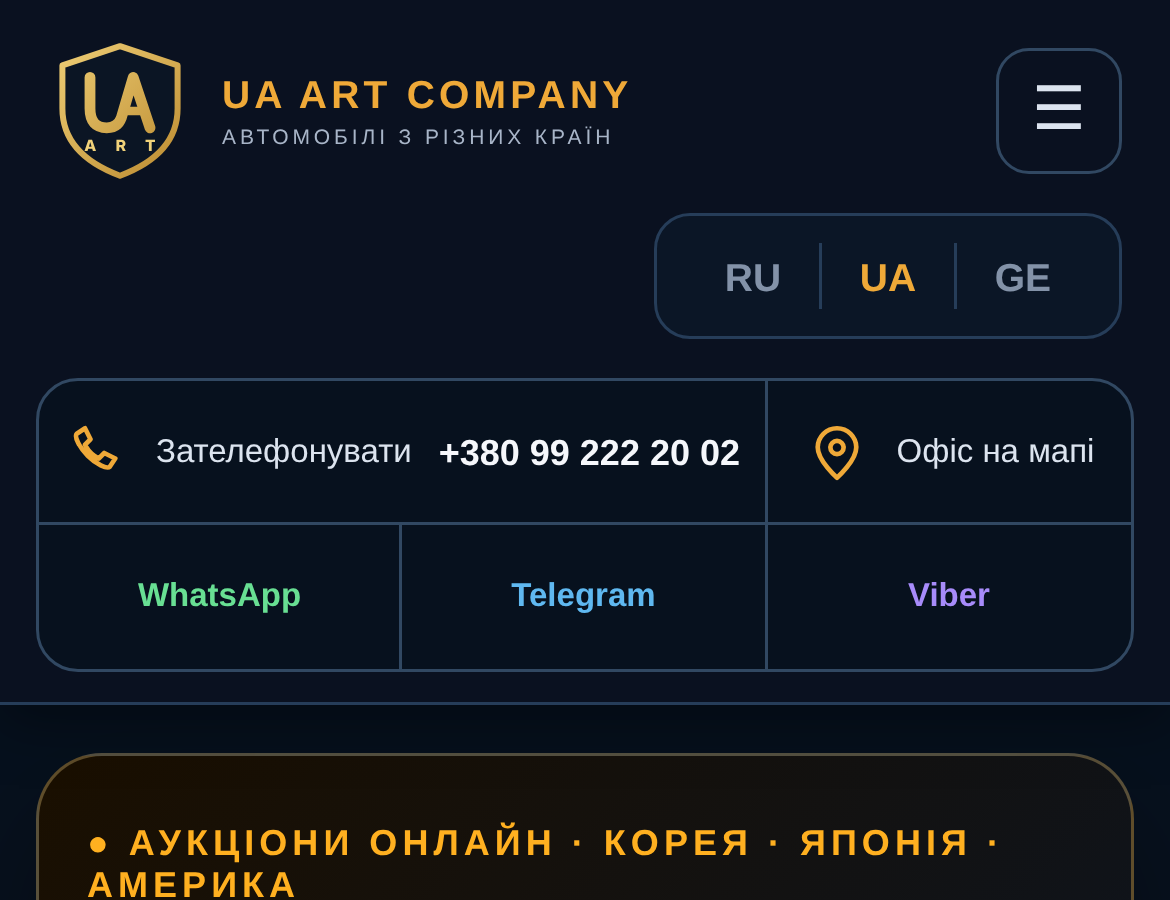 UA
ART
UA ART COMPANY
АВТОМОБІЛІ З РІЗНИХ КРАЇН
RU UA GE
Зателефонувати +380 99 222 20 02 Офіс на мапі
WhatsApp Telegram Viber
● АУКЦІОНИ ОНЛАЙН · КОРЕЯ · ЯПОНІЯ ·
АМЕРИКА